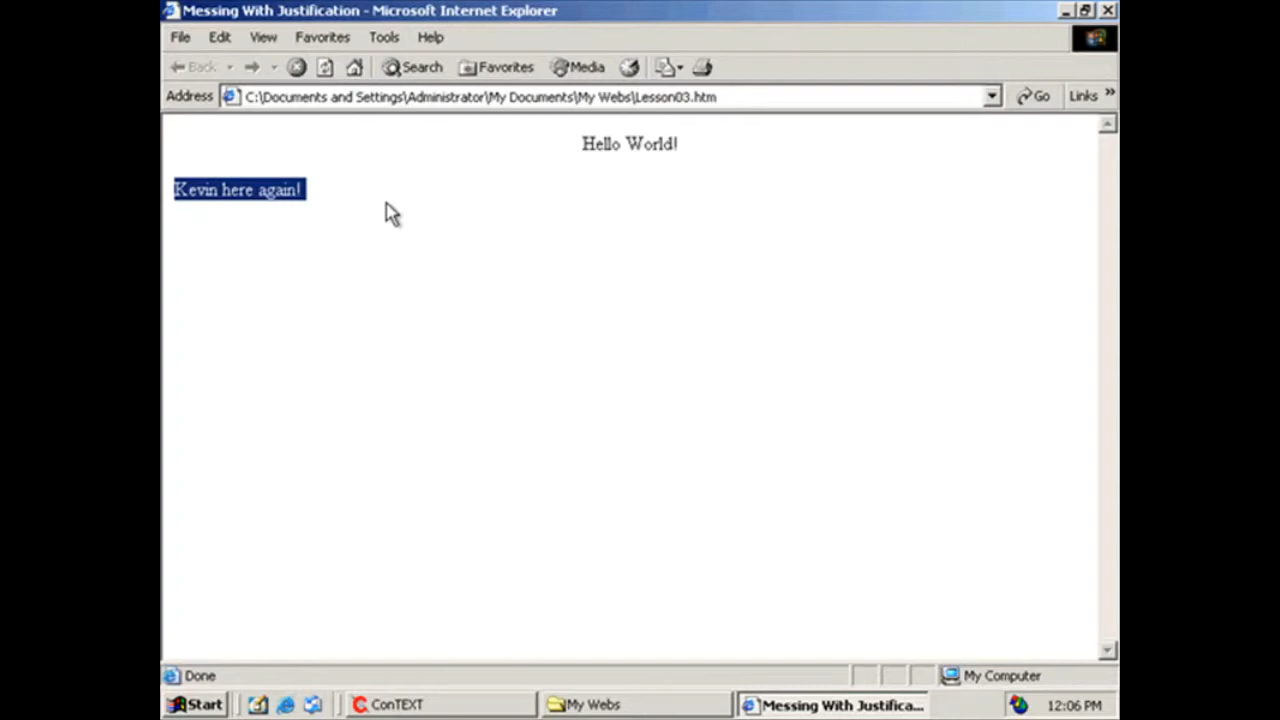 Messing With Justification - Microsoft Internet Explorer
File Edit View Favorites Tools Help
Back Search Favorites Media
Address C:\Documents and Settings\Administrator\My Documents\My Webs\Lesson03.htm Go Links »
Hello World!
Kevin here again!
Done My Computer
Start ConTEXT My Webs Messing With Justifica... 12:06 PM